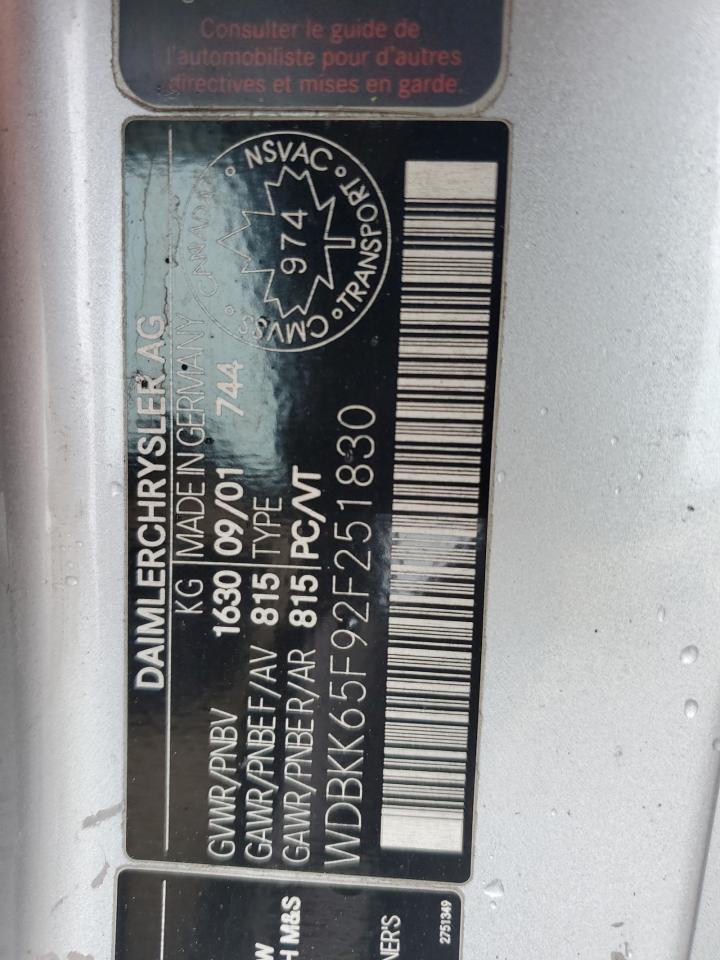 Consulter le guide de
l'automobiliste pour d'autres
directives et mises en garde.
DAIMLERCHRYSLER AG
KG MADE IN GERMANY
GVWR/PNBV 1630 09/01 744
GAWR/PNBEF/AV 815 TYPE
GAWR/PNBER/AR 815 PC/VT
WDBKK65F92F251830
CANADA NSVAC TRANSPORT CMVSS
974
H M&S
NER'S
2751349